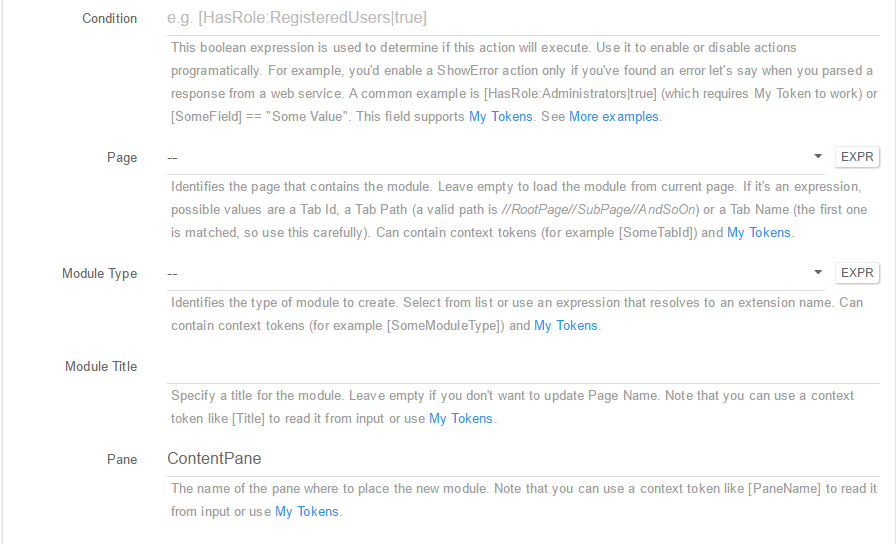 Condition
e.g. [HasRole:RegisteredUsers|true]
This boolean expression is used to determine if this action will execute. Use it to enable or disable actions
programatically. For example, you'd enable a ShowError action only if you've found an error let's say when you parsed a
response from a web service. A common example is [HasRole:Administrators|true] (which requires My Token to work) or
[SomeField] == "Some Value". This field supports My Tokens. See More examples.
Page
--
EXPR
Identifies the page that contains the module. Leave empty to load the module from current page. If it's an expression,
possible values are a Tab Id, a Tab Path (a valid path is //RootPage//SubPage//AndSoOn) or a Tab Name (the first one
is matched, so use this carefully). Can contain context tokens (for example [SomeTabId]) and My Tokens.
Module Type
--
EXPR
Identifies the type of module to create. Select from list or use an expression that resolves to an extension name. Can
contain context tokens (for example [SomeModuleType]) and My Tokens.
Module Title
Specify a title for the module. Leave empty if you don't want to update Page Name. Note that you can use a context
token like [Title] to read it from input or use My Tokens.
Pane
ContentPane
The name of the pane where to place the new module. Note that you can use a context token like [PaneName] to read it
from input or use My Tokens.